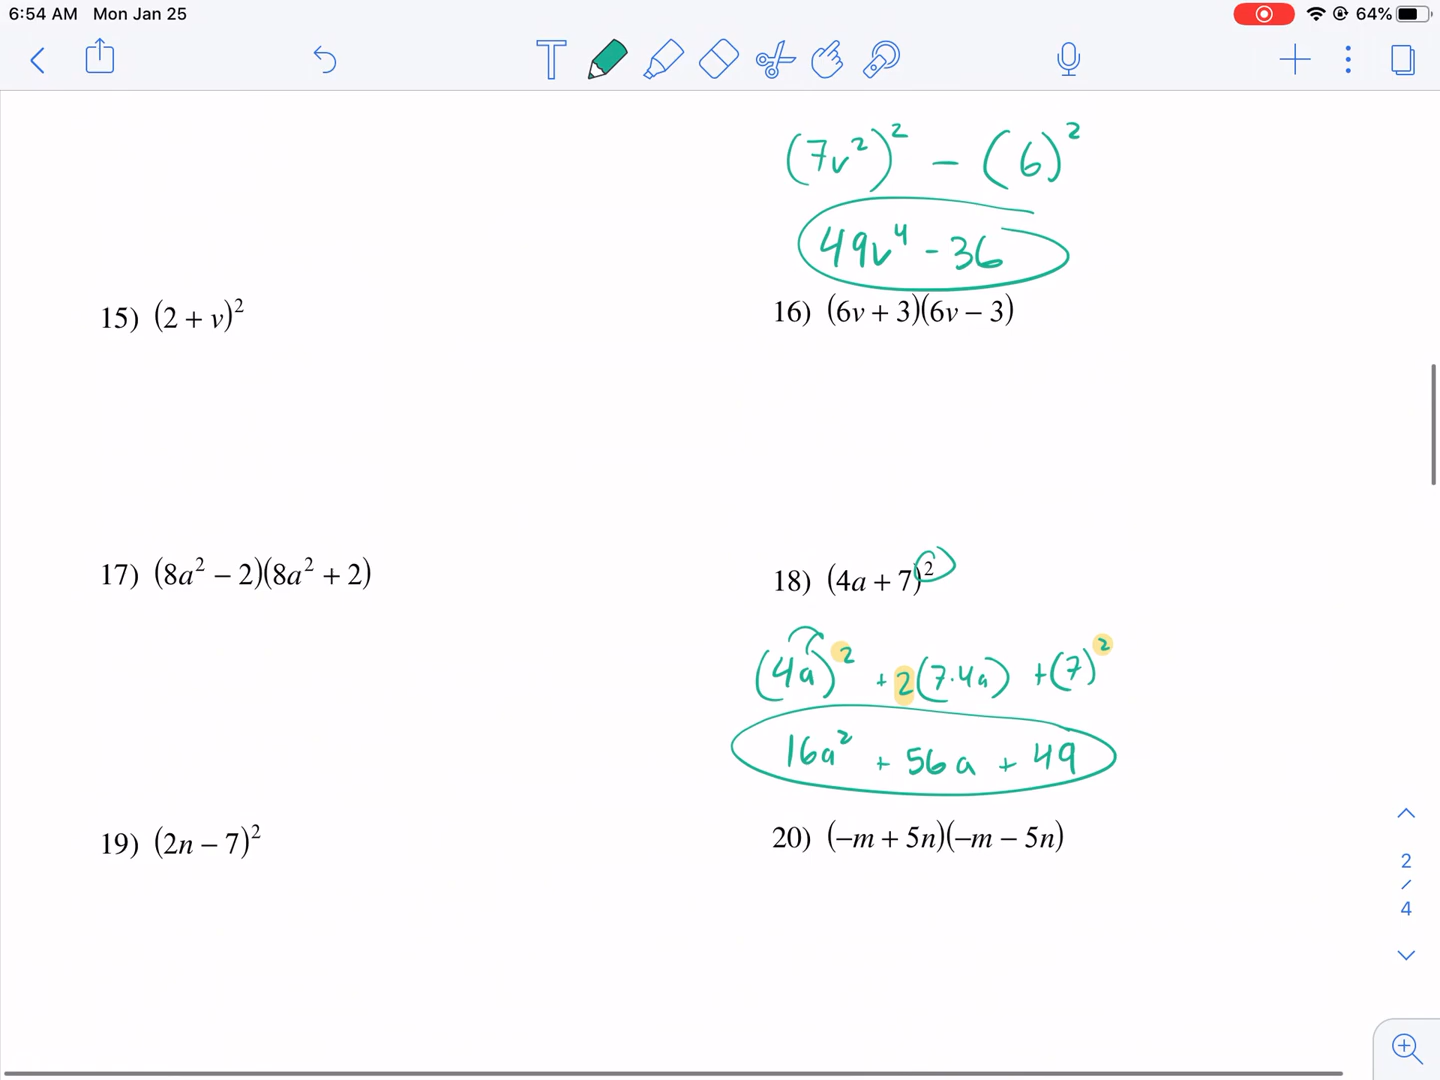 6:54 AM Mon Jan 25
64%
T
(7v²)² - (6)²
49v⁴ - 36
15) (2 + v)²
16) (6v + 3)(6v − 3)
17) (8a² − 2)(8a² + 2)
18) (4a + 7)²
(4a)² + 2(7·4a) + (7)²
16a² + 56a + 49
19) (2n − 7)²
20) (−m + 5n)(−m − 5n)
2
/
4